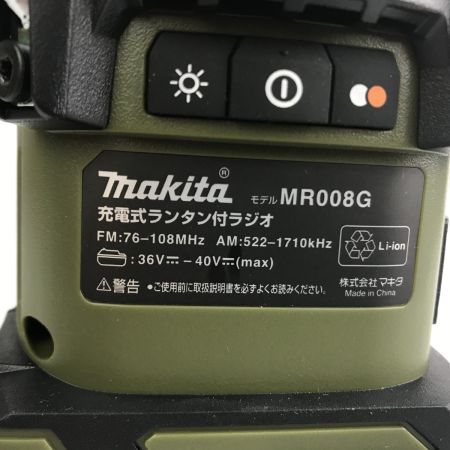 makita® モデル MR008G
充電式ランタン付ラジオ
FM:76-108MHz AM:522-1710kHz
:36V⎓-40V⎓(max)
Li-ion
⚠警告 •ご使用前に取扱説明書を必ずよくお読みください。
株式会社マキタ
Made in China